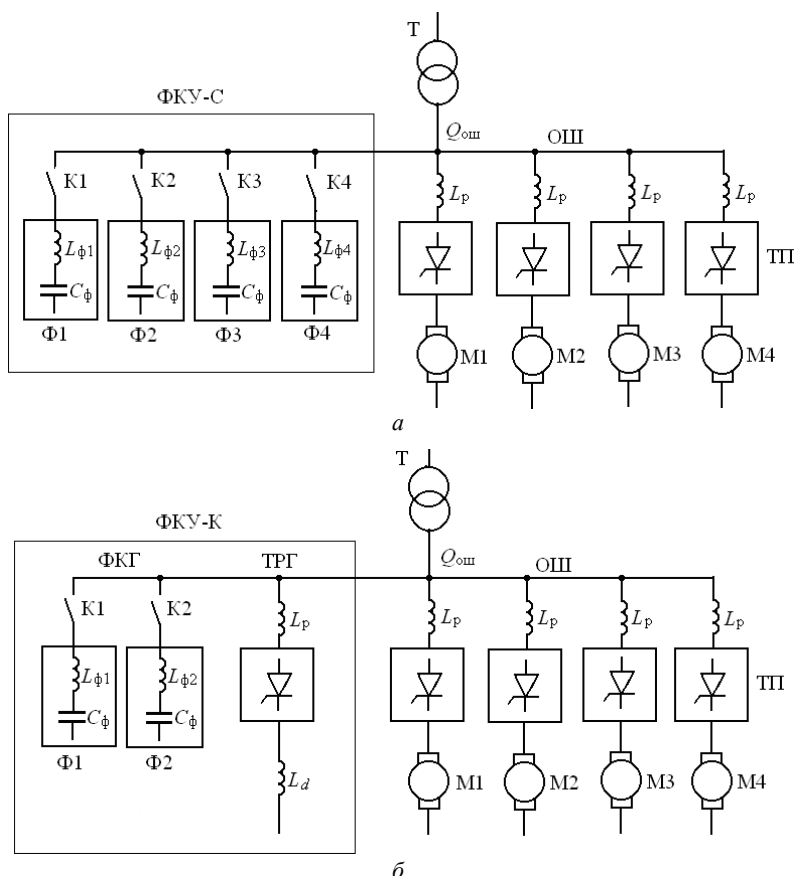 Т
ФКУ-С
Qош ОШ
К1 К2 К3 К4 Lр Lр Lр Lр
Lф1 Lф2 Lф3 Lф4 ТП
Cф Cф Cф Cф
Ф1 Ф2 Ф3 Ф4 М1 М2 М3 М4
а
Т
ФКУ-К
ФКГ ТРГ Qош ОШ
К1 К2 Lр Lр Lр Lр Lр
Lф1 Lф2 ТП
Cф Cф
Ф1 Ф2 Ld М1 М2 М3 М4
б